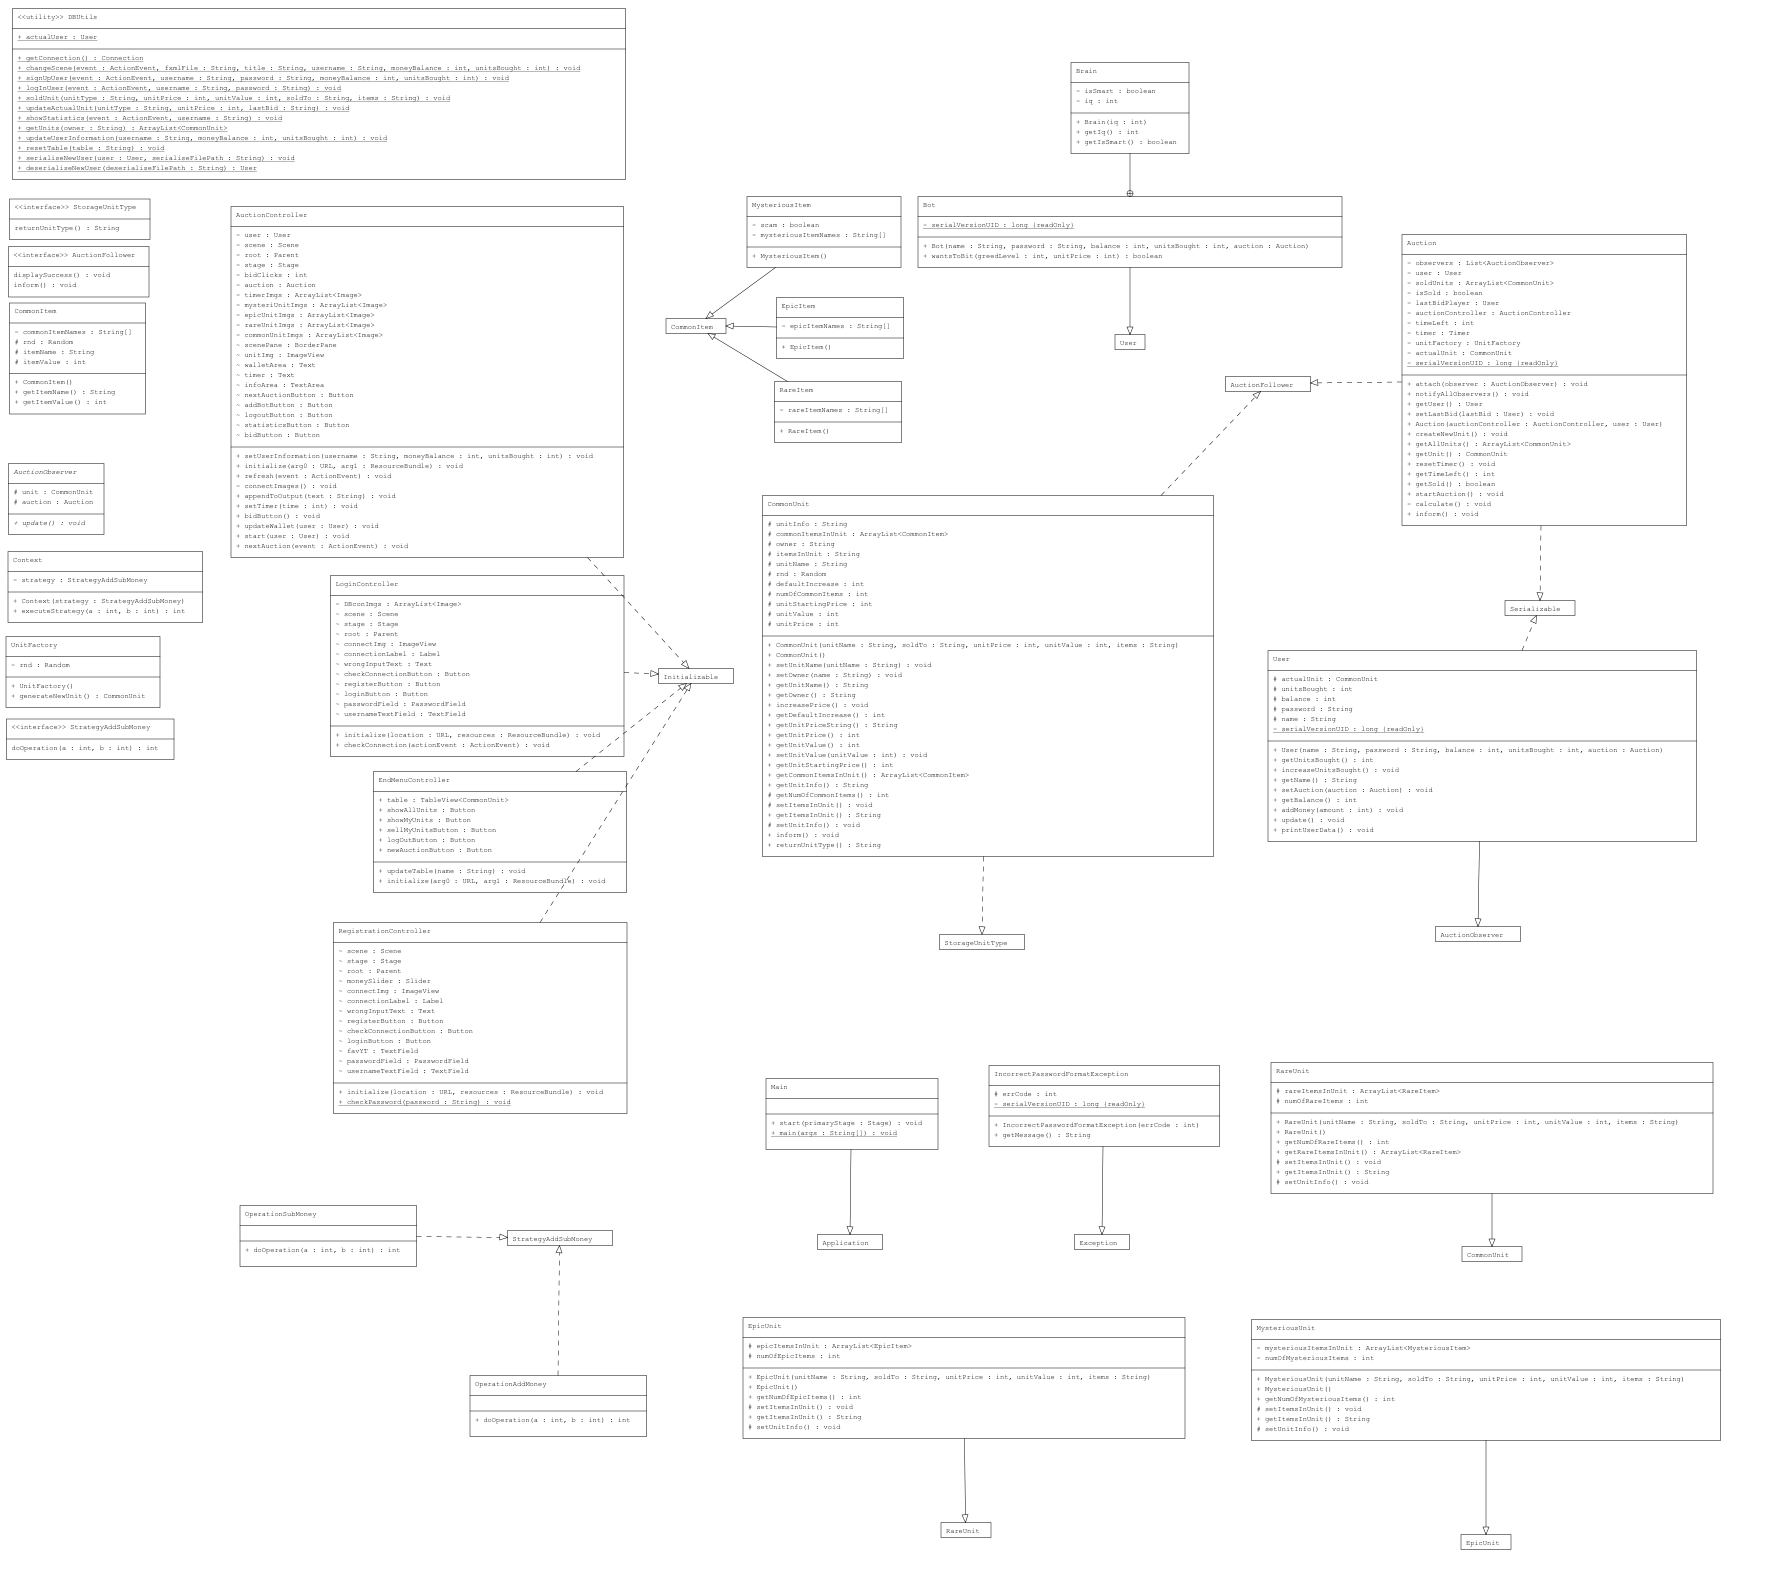 <<utility>> DBUtils
+ actualUser : User
+ getConnection() : Connection
+ changeScene(event : ActionEvent, fxmlFile : String, title : String, username : String, moneyBalance : int, unitsBought : int) : void
+ signUpUser(event : ActionEvent, username : String, password : String, moneyBalance : int, unitsBought : int) : void
+ logInUser(event : ActionEvent, username : String, password : String) : void
+ soldUnit(unitType : String, unitPrice : int, unitValue : int, soldTo : String, items : String) : void
+ updateActualUnit(unitType : String, unitPrice : int, lastBid : String) : void
+ showStatistics(event : ActionEvent, username : String) : void
+ getUnits(owner : String) : ArrayList<CommonUnit>
+ updateUserInformation(username : String, moneyBalance : int, unitsBought : int) : void
+ resetTable(table : String) : void
+ serialiseNewUser(user : User, serialiseFilePath : String) : void
+ deserialiseNewUser(deserialiseFilePath : String) : User
Brain
- isSmart : boolean
- iq : int
+ Brain(iq : int)
+ getIq() : int
+ getIsSmart() : boolean
<<interface>> StorageUnitType
returnUnitType() : String
<<interface>> AuctionFollower
displaySuccess() : void
inform() : void
CommonItem
- commonItemNames : String[]
# rnd : Random
# itemName : String
# itemValue : int
+ CommonItem()
+ getItemName() : String
+ getItemValue() : int
AuctionObserver
# unit : CommonUnit
# auction : Auction
+ update() : void
Context
- strategy : StrategyAddSubMoney
+ Context(strategy : StrategyAddSubMoney)
+ executeStrategy(a : int, b : int) : int
UnitFactory
- rnd : Random
+ UnitFactory()
+ generateNewUnit() : CommonUnit
<<interface>> StrategyAddSubMoney
doOperation(a : int, b : int) : int
AuctionController
~ user : User
~ scene : Scene
~ root : Parent
~ stage : Stage
~ bidClicks : int
~ auction : Auction
~ timerImgs : ArrayList<Image>
~ mysteriUnitImgs : ArrayList<Image>
~ epicUnitImgs : ArrayList<Image>
~ rareUnitImgs : ArrayList<Image>
~ commonUnitImgs : ArrayList<Image>
~ scenePane : BorderPane
~ unitImg : ImageView
~ walletArea : Text
~ timer : Text
~ infoArea : TextArea
~ nextAuctionButton : Button
~ addBotButton : Button
~ logoutButton : Button
~ statisticsButton : Button
~ bidButton : Button
+ setUserInformation(username : String, moneyBalance : int, unitsBought : int) : void
+ initialize(arg0 : URL, arg1 : ResourceBundle) : void
+ refresh(event : ActionEvent) : void
- connectImages() : void
+ appendToOutput(text : String) : void
+ setTimer(time : int) : void
+ bidButton() : void
+ updateWallet(user : User) : void
+ start(user : User) : void
+ nextAuction(event : ActionEvent) : void
LoginController
~ DBconImgs : ArrayList<Image>
~ scene : Scene
~ stage : Stage
~ root : Parent
~ connectImg : ImageView
~ connectionLabel : Label
~ wrongInputText : Text
~ checkConnectionButton : Button
~ registerButton : Button
~ loginButton : Button
~ passwordField : PasswordField
~ usernameTextField : TextField
+ initialize(location : URL, resources : ResourceBundle) : void
+ checkConnection(actionEvent : ActionEvent) : void
Initializable
EndMenuController
+ table : TableView<CommonUnit>
+ showAllUnits : Button
+ showMyUnits : Button
+ sellMyUnitsButton : Button
+ logOutButton : Button
+ newAuctionButton : Button
+ updateTable(name : String) : void
+ initialize(arg0 : URL, arg1 : ResourceBundle) : void
RegistrationController
~ scene : Scene
~ stage : Stage
~ root : Parent
~ moneySlider : Slider
~ connectImg : ImageView
~ connectionLabel : Label
~ wrongInputText : Text
~ registerButton : Button
~ checkConnectionButton : Button
~ loginButton : Button
~ favYT : TextField
~ passwordField : PasswordField
~ usernameTextField : TextField
+ initialize(location : URL, resources : ResourceBundle) : void
+ checkPassword(password : String) : void
MysteriousItem
- scam : boolean
- mysteriousItemNames : String[]
+ MysteriousItem()
EpicItem
- epicItemNames : String[]
+ EpicItem()
CommonItem
RareItem
- rareItemNames : String[]
+ RareItem()
Bot
- serialVersionUID : long {readOnly}
+ Bot(name : String, password : String, balance : int, unitsBought : int, auction : Auction)
+ wantsToBit(greedLevel : int, unitPrice : int) : boolean
User
AuctionFollower
Auction
- observers : List<AuctionObserver>
- user : User
- soldUnits : ArrayList<CommonUnit>
- isSold : boolean
- lastBidPlayer : User
- auctionController : AuctionController
- timeLeft : int
- timer : Timer
- unitFactory : UnitFactory
- actualUnit : CommonUnit
- serialVersionUID : long {readOnly}
+ attach(observer : AuctionObserver) : void
+ notifyAllObservers() : void
+ getUser() : User
+ setLastBid(lastBid : User) : void
+ Auction(auctionController : AuctionController, user : User)
+ createNewUnit() : void
+ getAllUnits() : ArrayList<CommonUnit>
+ getUnit() : CommonUnit
+ resetTimer() : void
+ getTimeLeft() : int
+ getSold() : boolean
+ startAuction() : void
- calculate() : void
+ inform() : void
Serializable
CommonUnit
# unitInfo : String
# commonItemsInUnit : ArrayList<CommonItem>
# owner : String
# itemsInUnit : String
# unitName : String
# rnd : Random
# defaultIncrease : int
# numOfCommonItems : int
# unitStartingPrice : int
# unitValue : int
# unitPrice : int
+ CommonUnit(unitName : String, soldTo : String, unitPrice : int, unitValue : int, items : String)
+ CommonUnit()
+ setUnitName(unitName : String) : void
+ setOwner(name : String) : void
+ getUnitName() : String
+ getOwner() : String
+ increasePrice() : void
+ getDefaultIncrease() : int
+ getUnitPriceString() : String
+ getUnitPrice() : int
+ getUnitValue() : int
+ setUnitValue(unitValue : int) : void
+ getUnitStartingPrice() : int
+ getCommonItemsInUnit() : ArrayList<CommonItem>
+ getUnitInfo() : String
# getNumOfCommonItems() : int
# setItemsInUnit() : void
+ getItemsInUnit() : String
# setUnitInfo() : void
+ inform() : void
+ returnUnitType() : String
StorageUnitType
User
# actualUnit : CommonUnit
# unitsBought : int
# balance : int
# password : String
# name : String
- serialVersionUID : long {readOnly}
+ User(name : String, password : String, balance : int, unitsBought : int, auction : Auction)
+ getUnitsBought() : int
+ increaseUnitsBought() : void
+ getName() : String
+ setAuction(auction : Auction) : void
+ getBalance() : int
+ addMoney(amount : int) : void
+ update() : void
+ printUserData() : void
AuctionObserver
Main
+ start(primaryStage : Stage) : void
+ main(args : String[]) : void
Application
IncorrectPasswordFormatException
# errCode : int
- serialVersionUID : long {readOnly}
+ IncorrectPasswordFormatException(errCode : int)
+ getMessage() : String
Exception
RareUnit
# rareItemsInUnit : ArrayList<RareItem>
# numOfRareItems : int
+ RareUnit(unitName : String, soldTo : String, unitPrice : int, unitValue : int, items : String)
+ RareUnit()
+ getNumOfRareItems() : int
+ getRareItemsInUnit() : ArrayList<RareItem>
# setItemsInUnit() : void
+ getItemsInUnit() : String
# setUnitInfo() : void
CommonUnit
OperationSubMoney
+ doOperation(a : int, b : int) : int
StrategyAddSubMoney
OperationAddMoney
+ doOperation(a : int, b : int) : int
EpicUnit
# epicItemsInUnit : ArrayList<EpicItem>
# numOfEpicItems : int
+ EpicUnit(unitName : String, soldTo : String, unitPrice : int, unitValue : int, items : String)
+ EpicUnit()
+ getNumOfEpicItems() : int
# setItemsInUnit() : void
+ getItemsInUnit() : String
# setUnitInfo() : void
RareUnit
MysteriousUnit
- mysteriousItemsInUnit : ArrayList<MysteriousItem>
- numOfMysteriousItems : int
+ MysteriousUnit(unitName : String, soldTo : String, unitPrice : int, unitValue : int, items : String)
+ MysteriousUnit()
+ getNumOfMysteriousItems() : int
# setItemsInUnit() : void
+ getItemsInUnit() : String
# setUnitInfo() : void
EpicUnit